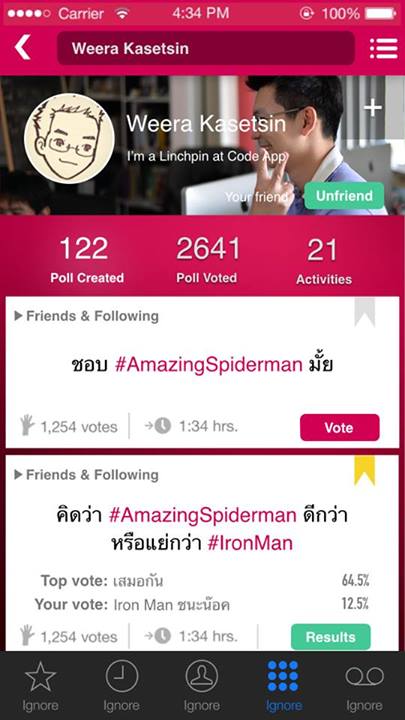 Carrier 4:34 PM 100%
Weera Kasetsin
Weera Kasetsin
I'm a Linchpin at Code App
Your friend Unfriend
122 2641 21
Poll Created Poll Voted Activities
Friends & Following
ชอบ #AmazingSpiderman มั้ย
1,254 votes 1:34 hrs. Vote
Friends & Following
คิดว่า #AmazingSpiderman ดีกว่า
หรือแย่กว่า #IronMan
Top vote: เสมอกัน 64.5%
Your vote: Iron Man ชนะน๊อค 12.5%
1,254 votes 1:34 hrs. Results
Ignore Ignore Ignore Ignore Ignore